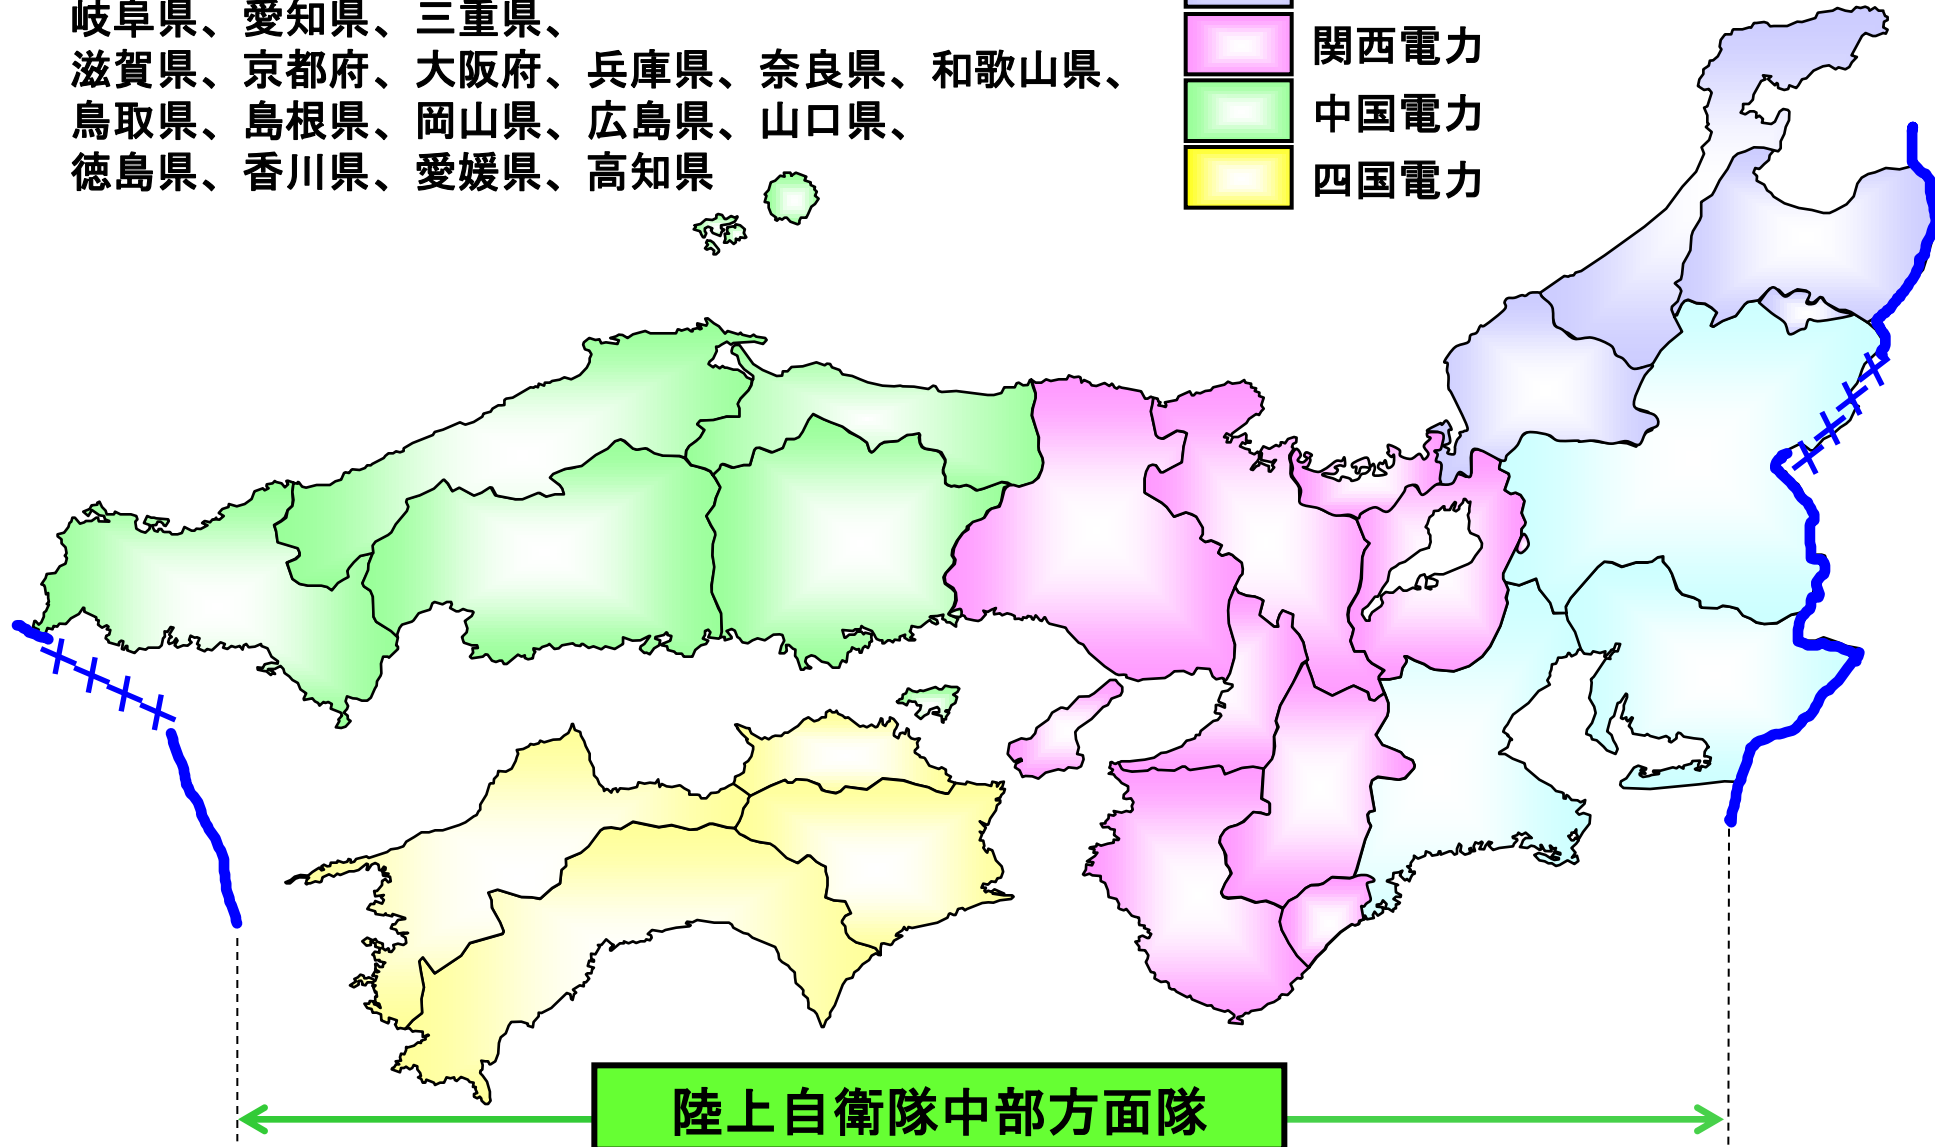 岐阜県、愛知県、三重県、
滋賀県、京都府、大阪府、兵庫県、奈良県、和歌山県、
鳥取県、島根県、岡山県、広島県、山口県、
徳島県、香川県、愛媛県、高知県
関西電力
中国電力
四国電力
陸上自衛隊中部方面隊